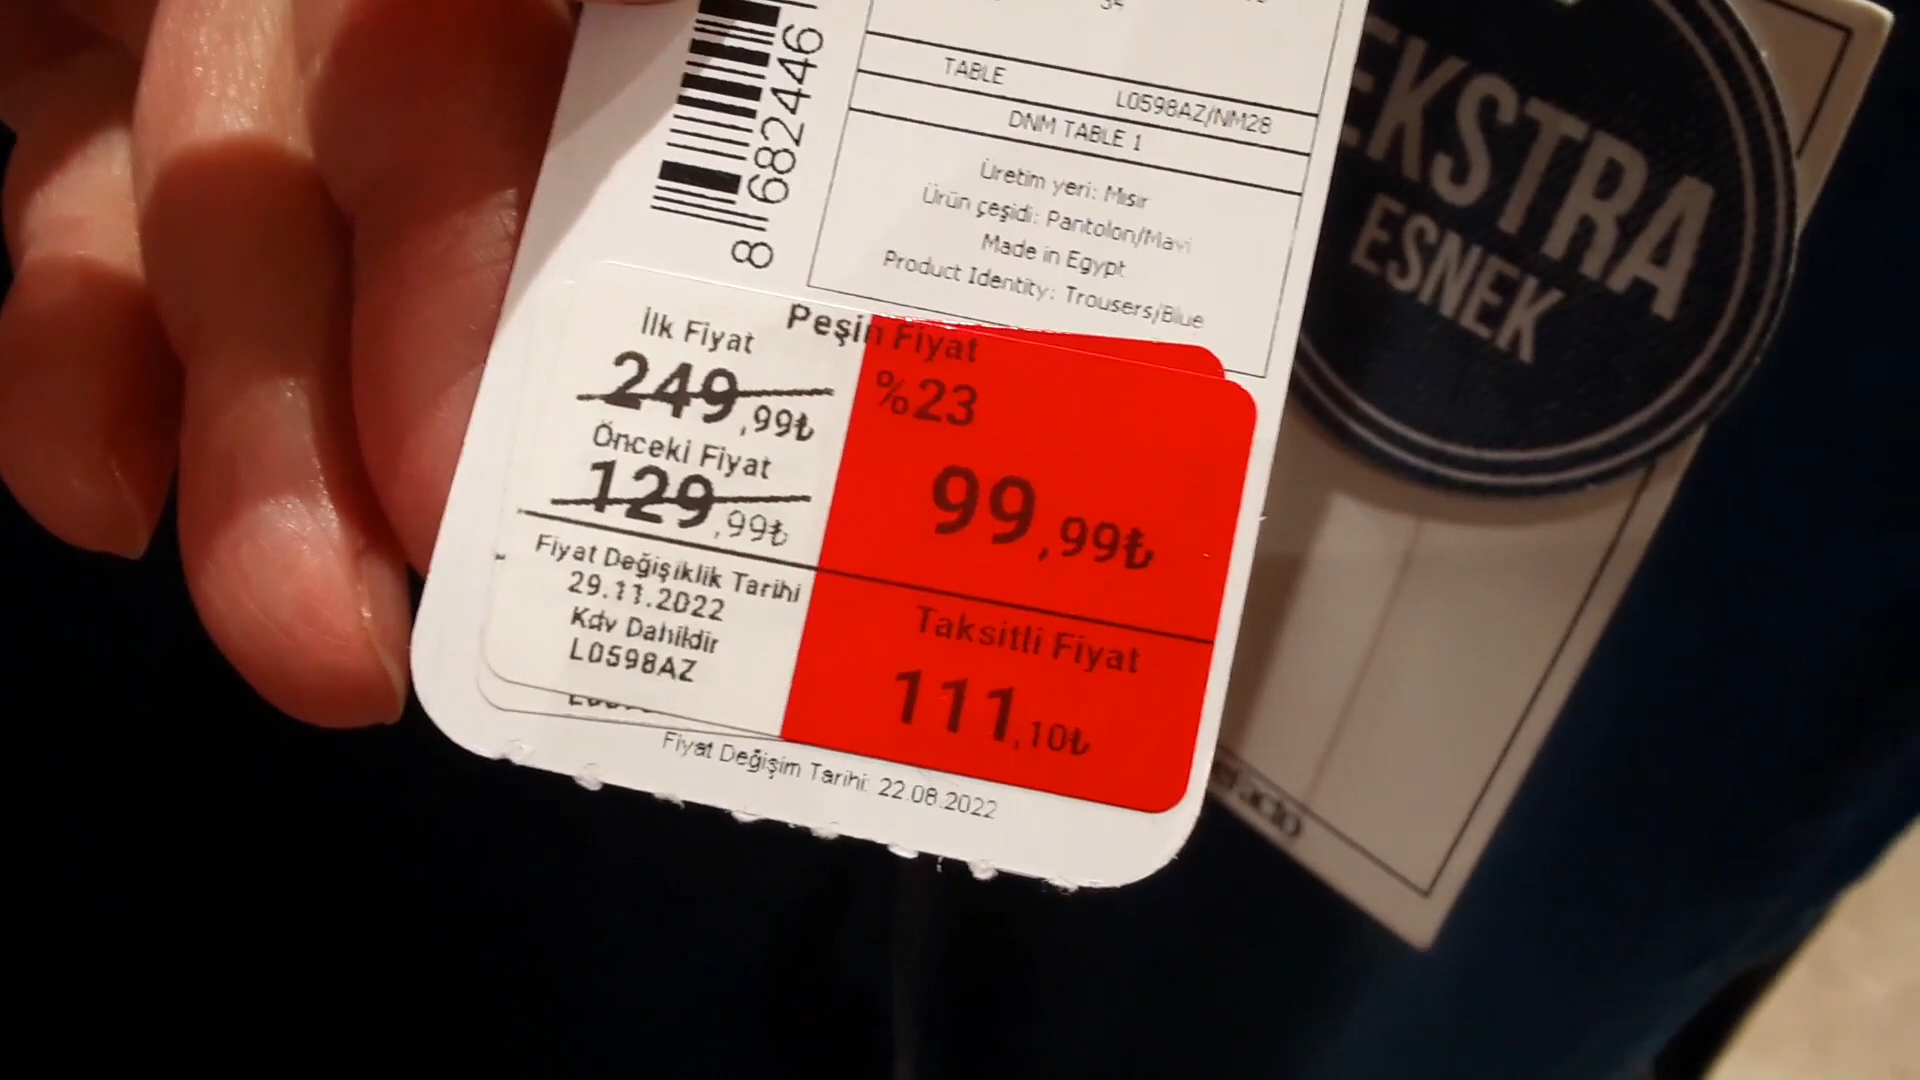 8 682446
TABLE L0598AZ/NM28
DNM TABLE 1
Üretim yeri: Mısır
Ürün çeşidi: Pantolon/Mavi
Made in Egypt
Product Identity: Trousers/Blue
İlk Fiyat
249,99₺
Önceki Fiyat
129,99₺
Fiyat Değişiklik Tarihi
29.11.2022
Kdv Dahildir
L0598AZ
Peşin Fiyat
%23
99,99₺
Taksitli Fiyat
111,10₺
Fiyat Değişim Tarihi: 22.08.2022
EKSTRA
ESNEK